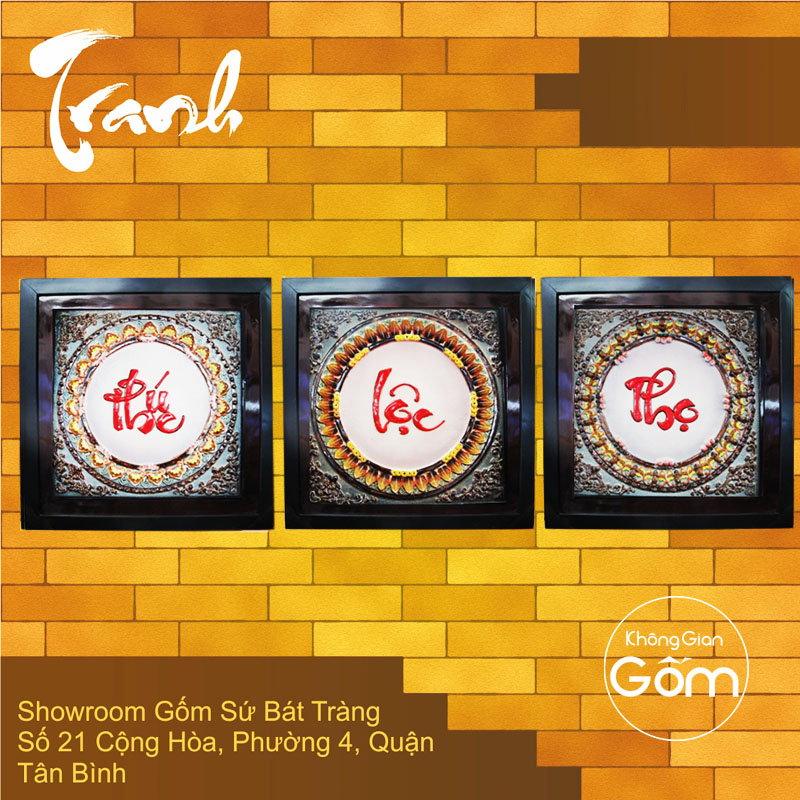 Tranh
Phúc
Lộc
Thọ
Không Gian
Gốm
Showroom Gốm Sứ Bát Tràng
Số 21 Cộng Hòa, Phường 4, Quận
Tân Bình